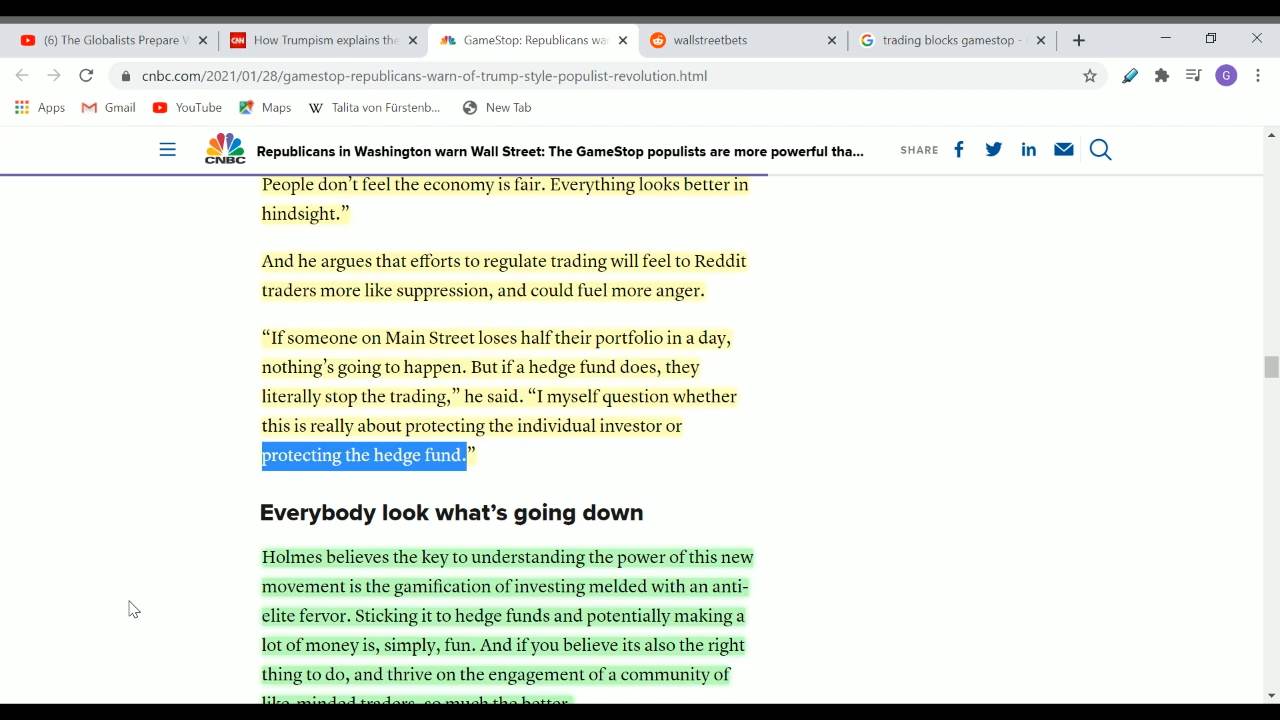 (6) The Globalists Prepare
How Trumpism explains the
GameStop: Republicans wa
wallstreetbets
trading blocks gamestop -
cnbc.com/2021/01/28/gamestop-republicans-warn-of-trump-style-populist-revolution.html
G
Apps
Gmail
YouTube
Maps
Talita von Fürstenb...
New Tab
CNBC
Republicans in Washington warn Wall Street: The GameStop populists are more powerful tha...
SHARE
People don’t feel the economy is fair. Everything looks better in
hindsight.”
And he argues that efforts to regulate trading will feel to Reddit
traders more like suppression, and could fuel more anger.
“If someone on Main Street loses half their portfolio in a day,
nothing’s going to happen. But if a hedge fund does, they
literally stop the trading,” he said. “I myself question whether
this is really about protecting the individual investor or
protecting the hedge fund.”
Everybody look what’s going down
Holmes believes the key to understanding the power of this new
movement is the gamification of investing melded with an anti-
elite fervor. Sticking it to hedge funds and potentially making a
lot of money is, simply, fun. And if you believe its also the right
thing to do, and thrive on the engagement of a community of
like-minded traders, so much the better.